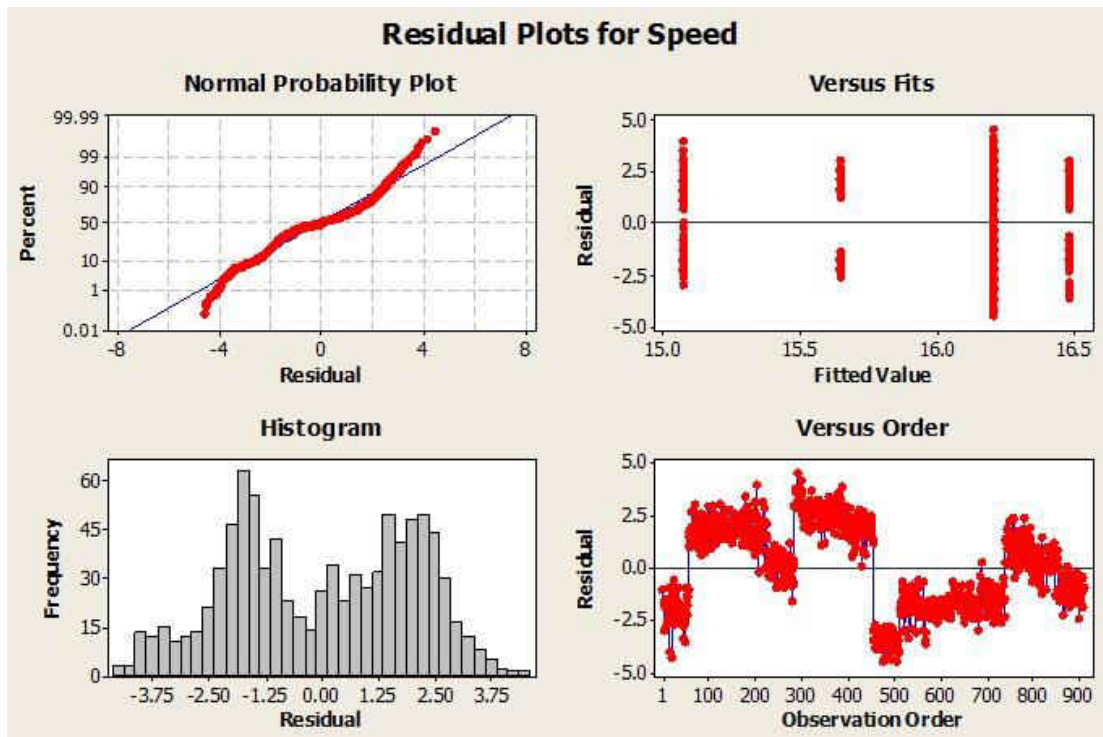 Residual Plots for Speed
Normal Probability Plot
99.99
99
90
50
10
1
0.01
Percent
-8 -4 0 4 8
Residual
Versus Fits
5.0
2.5
0.0
-2.5
-5.0
Residual
15.0 15.5 16.0 16.5
Fitted Value
Histogram
60
45
30
15
0
Frequency
-3.75 -2.50 -1.25 0.00 1.25 2.50 3.75
Residual
Versus Order
5.0
2.5
0.0
-2.5
-5.0
Residual
1 100 200 300 400 500 600 700 800 900
Observation Order